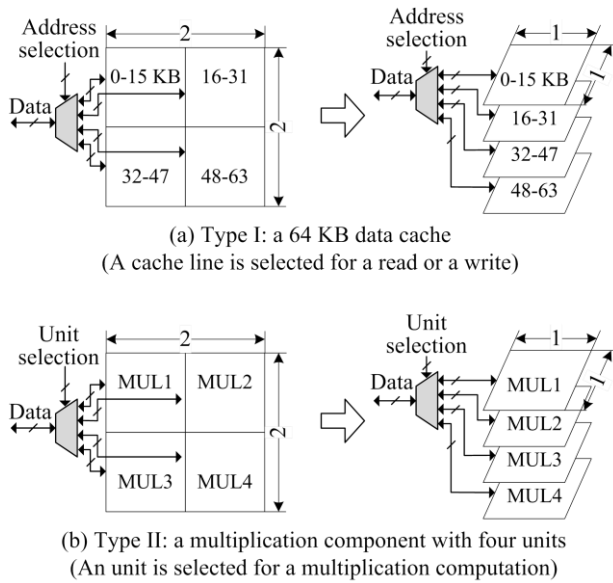 Address
selection
2
Data
0-15 KB
16-31
32-47
48-63
2
Address
selection
1
1
Data
0-15 KB
16-31
32-47
48-63
(a) Type I: a 64 KB data cache
(A cache line is selected for a read or a write)
Unit
selection
2
Data
MUL1
MUL2
MUL3
MUL4
2
Unit
selection
1
1
Data
MUL1
MUL2
MUL3
MUL4
(b) Type II: a multiplication component with four units
(An unit is selected for a multiplication computation)